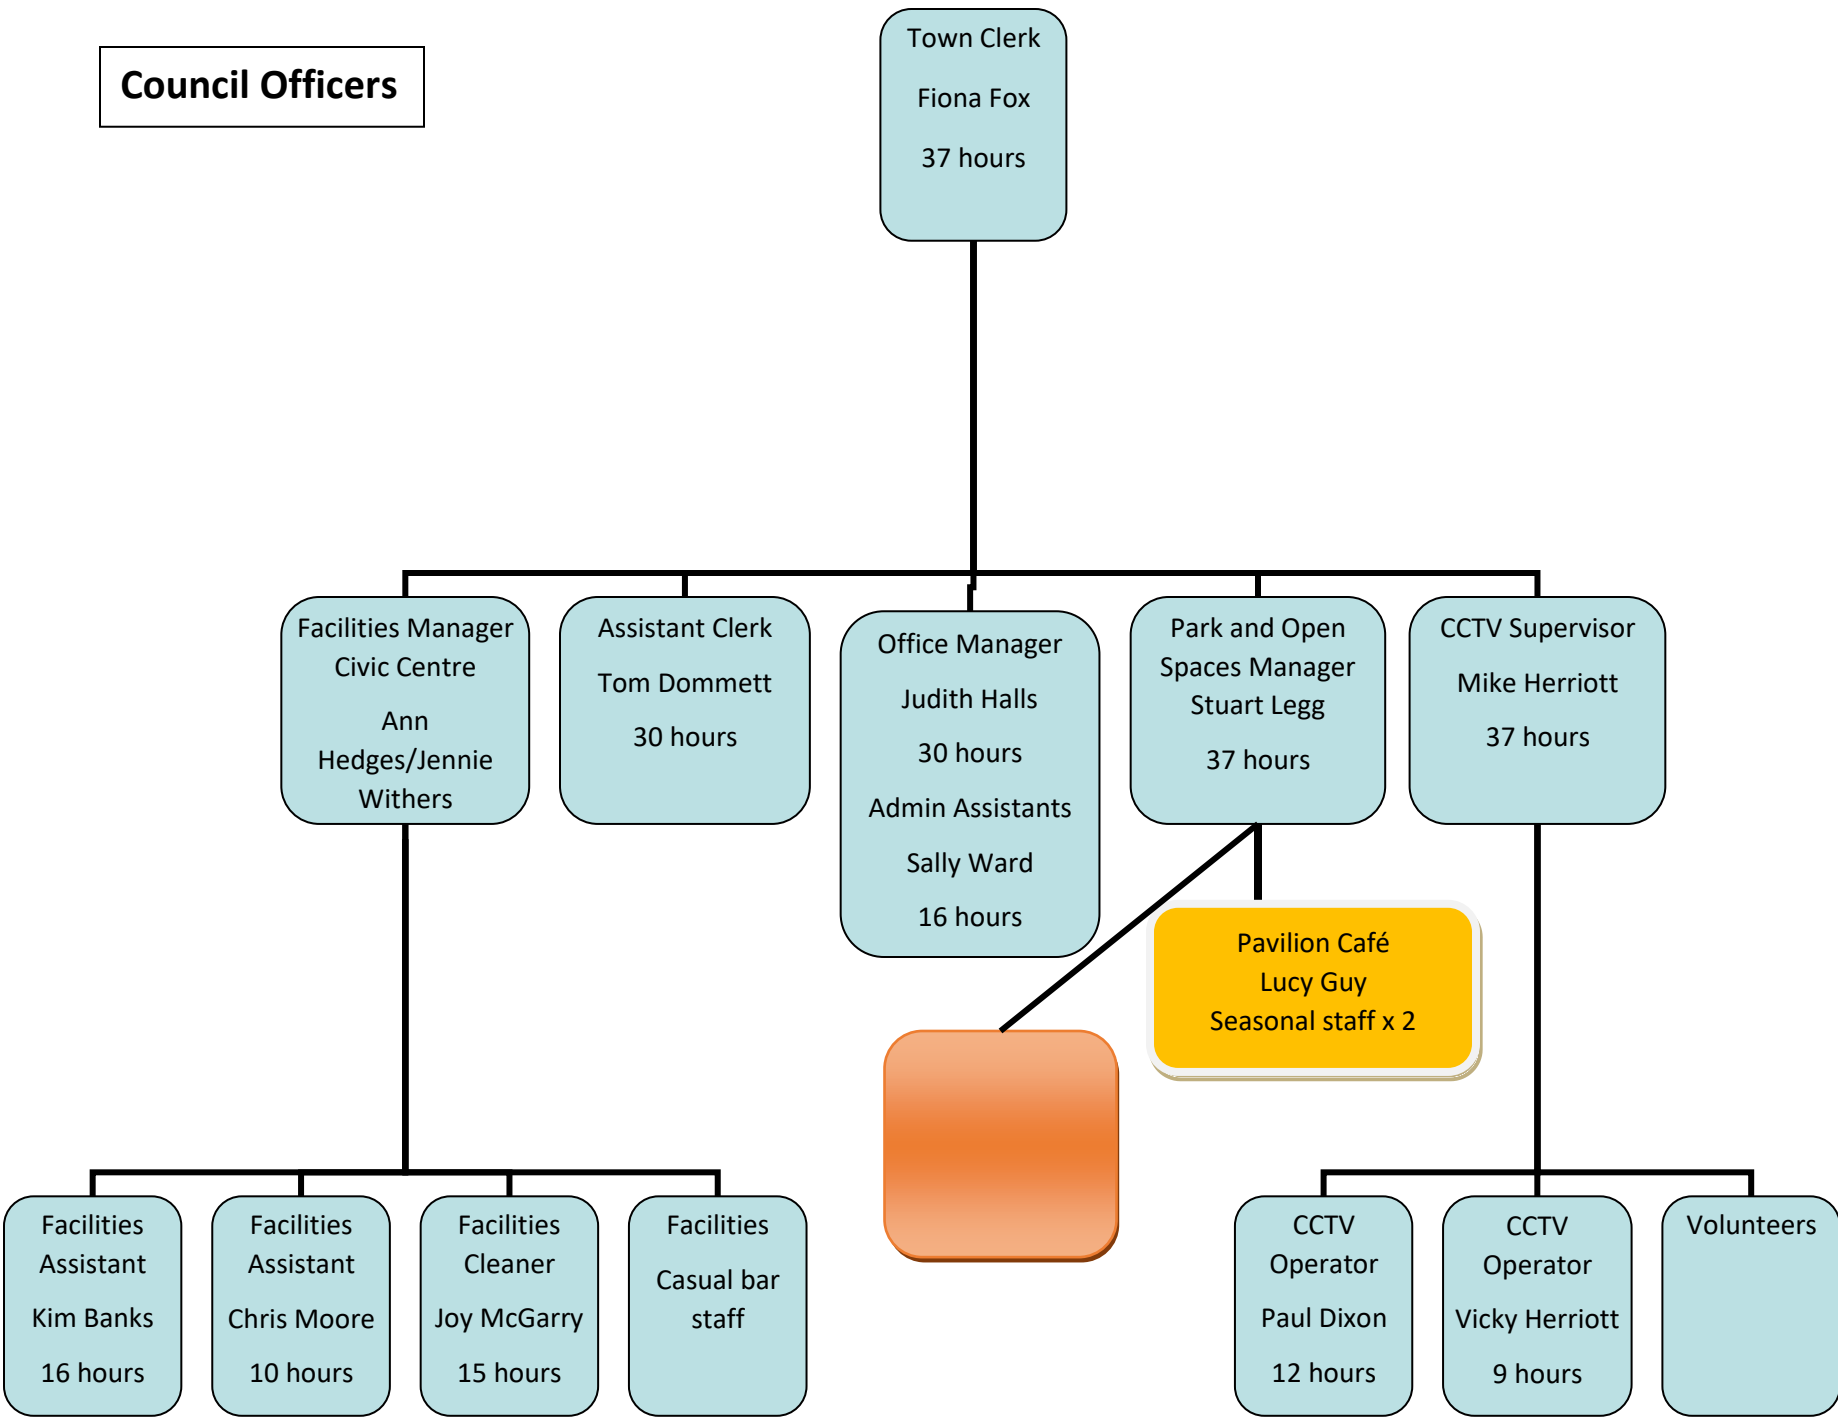 Council Officers
Town Clerk
Fiona Fox
37 hours
Facilities Manager
Civic Centre
Ann
Hedges/Jennie
Withers
Assistant Clerk
Tom Dommett
30 hours
Office Manager
Judith Halls
30 hours
Admin Assistants
Sally Ward
16 hours
Park and Open
Spaces Manager
Stuart Legg
37 hours
CCTV Supervisor
Mike Herriott
37 hours
Pavilion Café
Lucy Guy
Seasonal staff x 2
Facilities
Assistant
Kim Banks
16 hours
Facilities
Assistant
Chris Moore
10 hours
Facilities
Cleaner
Joy McGarry
15 hours
Facilities
Casual bar
staff
CCTV
Operator
Paul Dixon
12 hours
CCTV
Operator
Vicky Herriott
9 hours
Volunteers